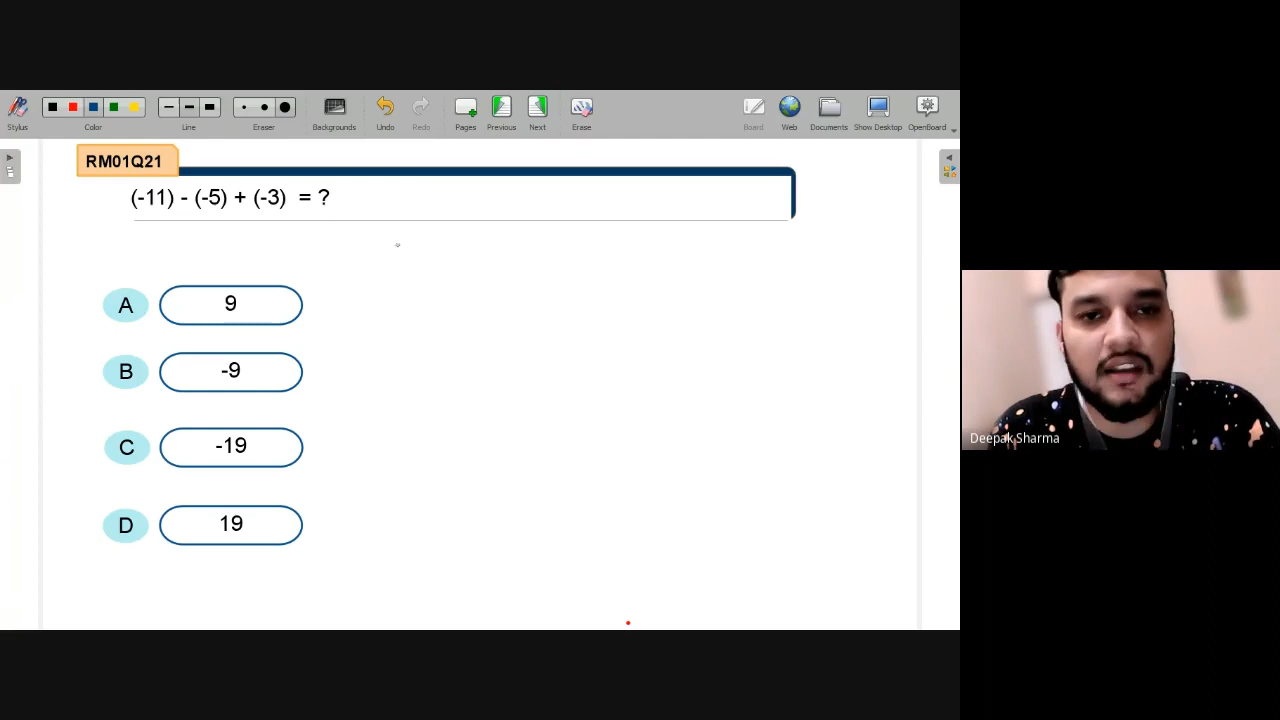 Stylus
Color
Line
Eraser
Backgrounds
Undo
Redo
Pages
Previous
Next
Erase
Board
Web
Documents
Show Desktop
OpenBoard
RM01Q21
(-11) - (-5) + (-3) = ?
A 9
B -9
C -19
D 19
Deepak Sharma